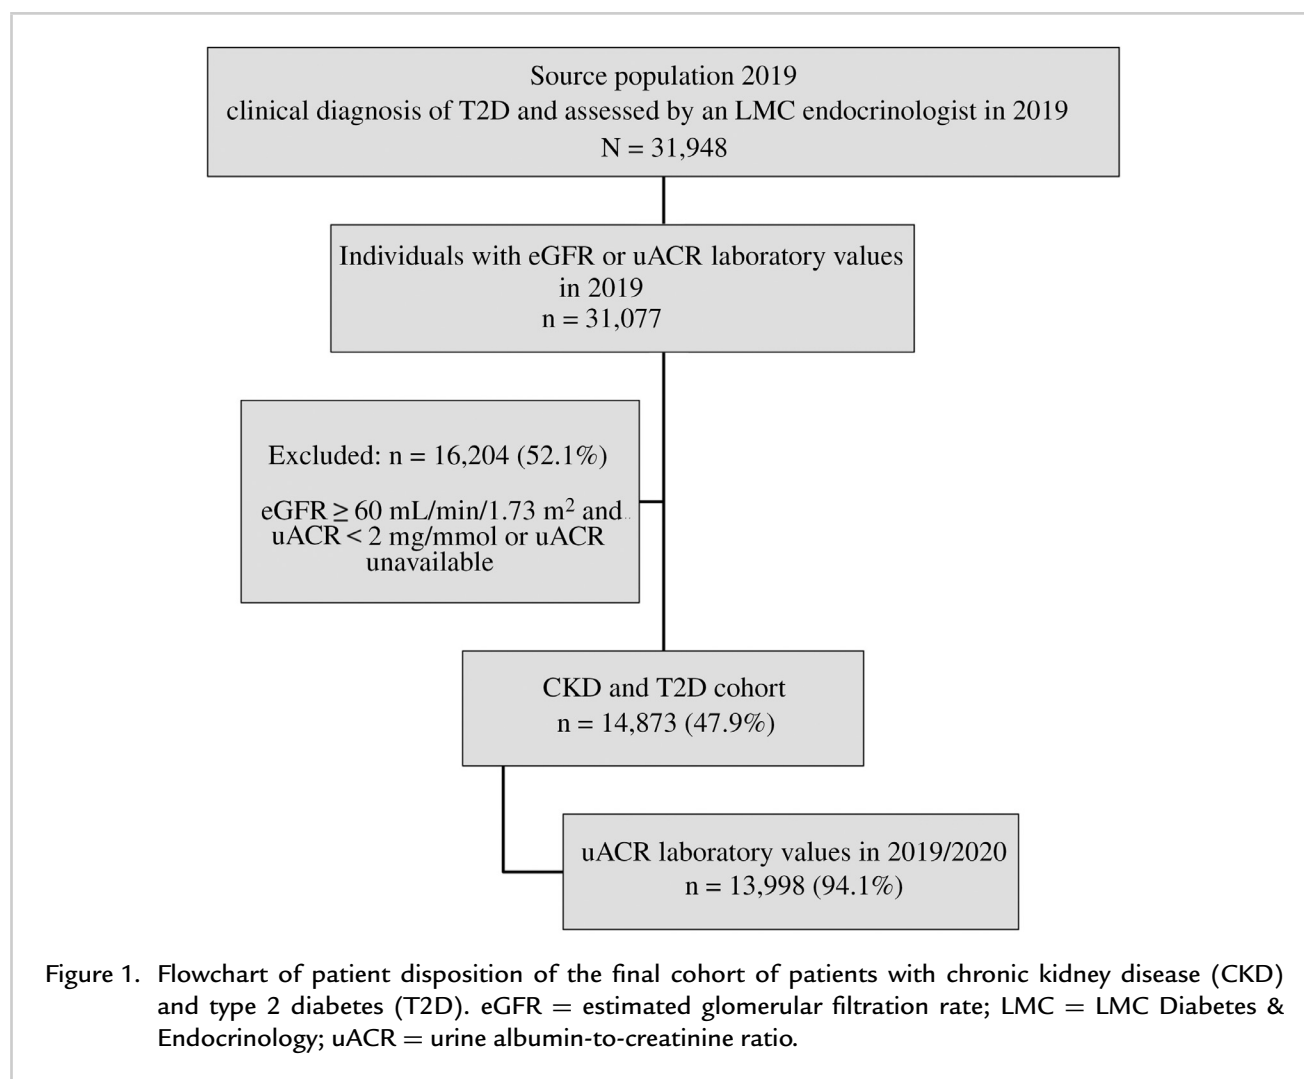 Source population 2019
clinical diagnosis of T2D and assessed by an LMC endocrinologist in 2019
N = 31,948
Individuals with eGFR or uACR laboratory values
in 2019
n = 31,077
Excluded: n = 16,204 (52.1%)
eGFR ≥ 60 mL/min/1.73 m² and
uACR < 2 mg/mmol or uACR
unavailable
CKD and T2D cohort
n = 14,873 (47.9%)
uACR laboratory values in 2019/2020
n = 13,998 (94.1%)
Figure 1. Flowchart of patient disposition of the final cohort of patients with chronic kidney disease (CKD)
and type 2 diabetes (T2D). eGFR = estimated glomerular filtration rate; LMC = LMC Diabetes &
Endocrinology; uACR = urine albumin-to-creatinine ratio.